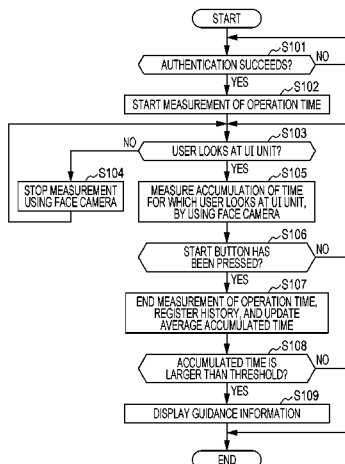 START
S101
AUTHENTICATION SUCCEEDS?
NO
YES
S102
START MEASUREMENT OF OPERATION TIME
S103
NO
USER LOOKS AT UI UNIT?
S104
YES
S105
STOP MEASUREMENT
USING FACE CAMERA
MEASURE ACCUMULATION OF TIME
FOR WHICH USER LOOKS AT UI UNIT,
BY USING FACE CAMERA
S106
START BUTTON HAS
BEEN PRESSED?
NO
YES
S107
END MEASUREMENT OF OPERATION TIME,
REGISTER HISTORY, AND UPDATE
AVERAGE ACCUMULATED TIME
S108
ACCUMULATED TIME IS
LARGER THAN THRESHOLD?
NO
YES
S109
DISPLAY GUIDANCE INFORMATION
END